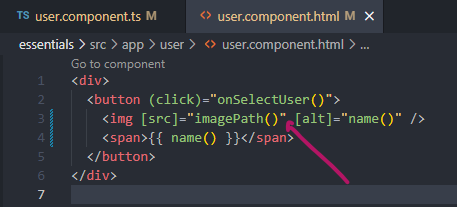 user.component.ts M
<> user.component.html M X
essentials > src > app > user > <> user.component.html > ...
Go to component
1 <div>
2 <button (click)="onSelectUser()">
3 <img [src]="imagePath()" [alt]="name()" />
4 <span>{{ name() }}</span>
5 </button>
6 </div>
7